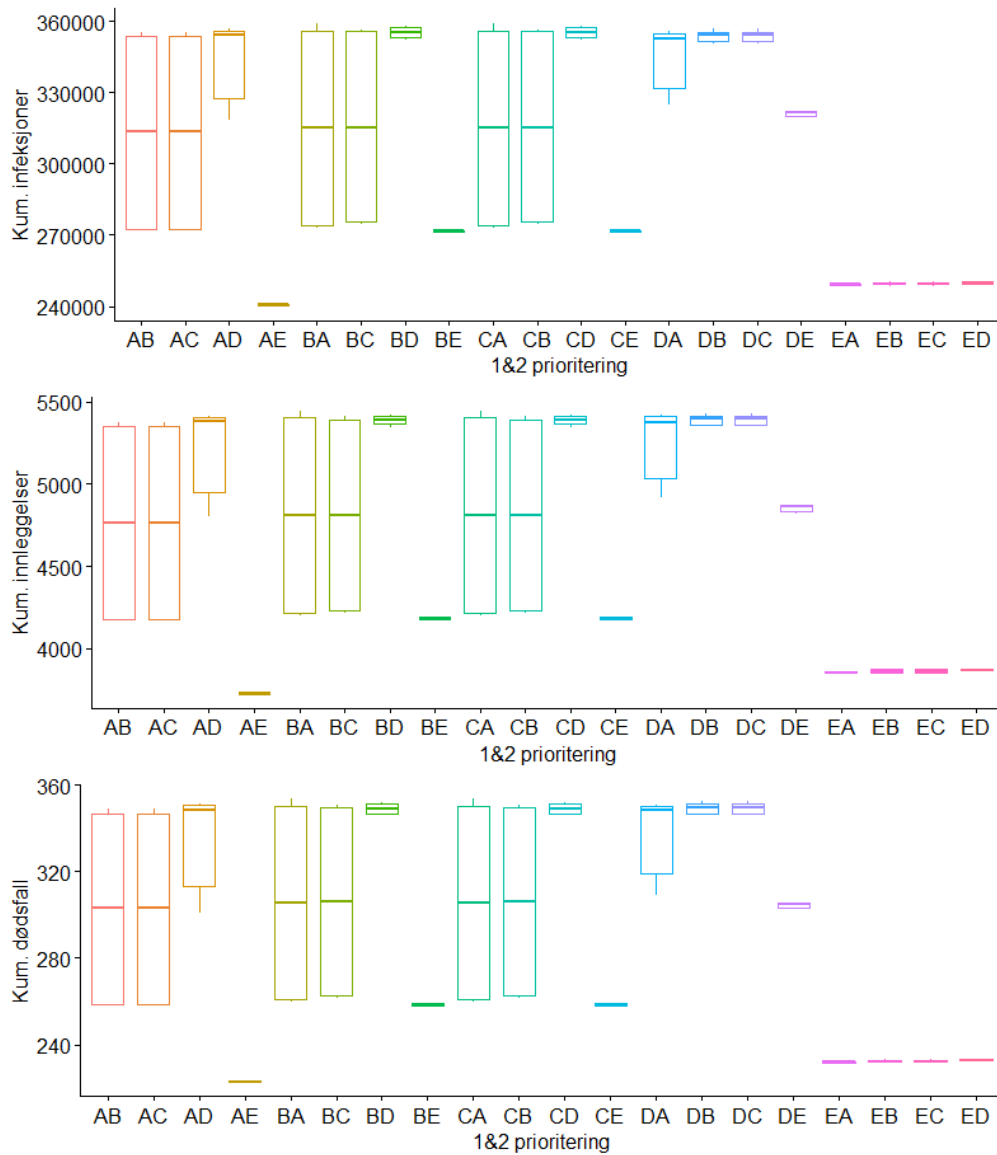 Kum. infeksjoner
360000
330000
300000
270000
240000
AB AC AD AE BA BC BD BE CA CB CD CE DA DB DC DE EA EB EC ED
1&2 prioritering
Kum. innleggelser
5500
5000
4500
4000
AB AC AD AE BA BC BD BE CA CB CD CE DA DB DC DE EA EB EC ED
1&2 prioritering
Kum. dødsfall
360
320
280
240
AB AC AD AE BA BC BD BE CA CB CD CE DA DB DC DE EA EB EC ED
1&2 prioritering